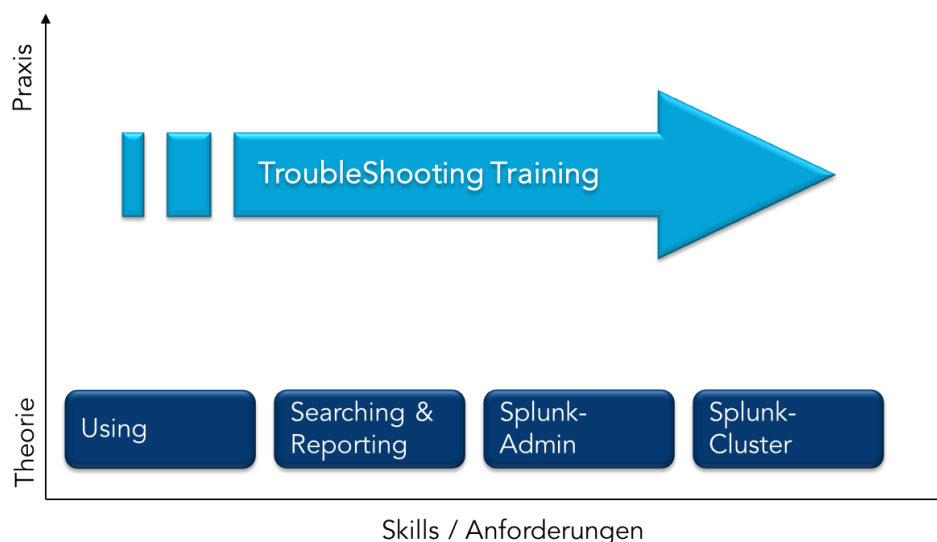 Praxis
TroubleShooting Training
Theorie
Using
Searching &
Reporting
Splunk-
Admin
Splunk-
Cluster
Skills / Anforderungen